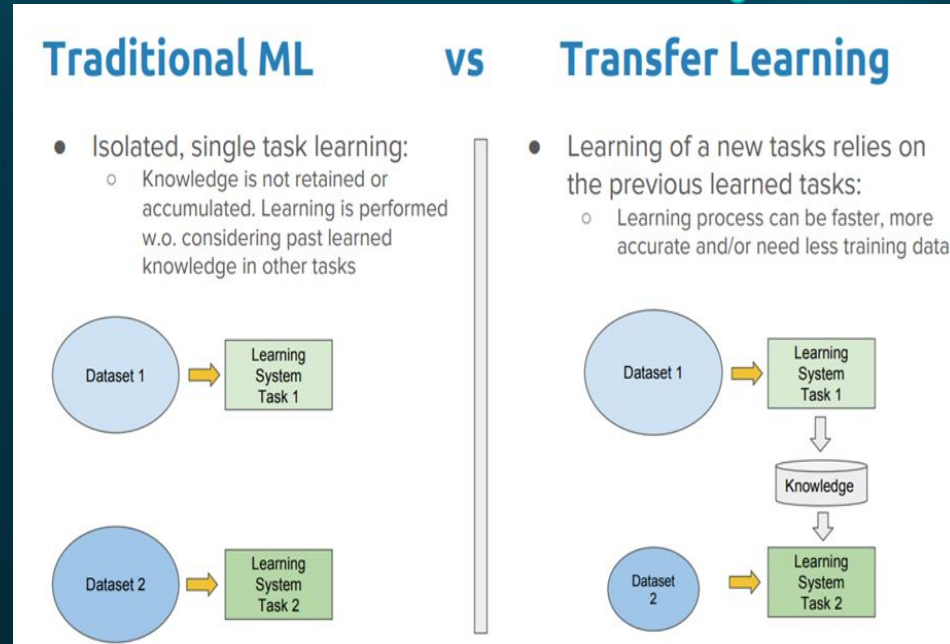 Traditional ML vs Transfer Learning
● Isolated, single task learning:
○ Knowledge is not retained or
accumulated. Learning is performed
w.o. considering past learned
knowledge in other tasks
Dataset 1
Learning
System
Task 1
Dataset 2
Learning
System
Task 2
● Learning of a new tasks relies on
the previous learned tasks:
○ Learning process can be faster, more
accurate and/or need less training data
Dataset 1
Learning
System
Task 1
Knowledge
Dataset
2
Learning
System
Task 2